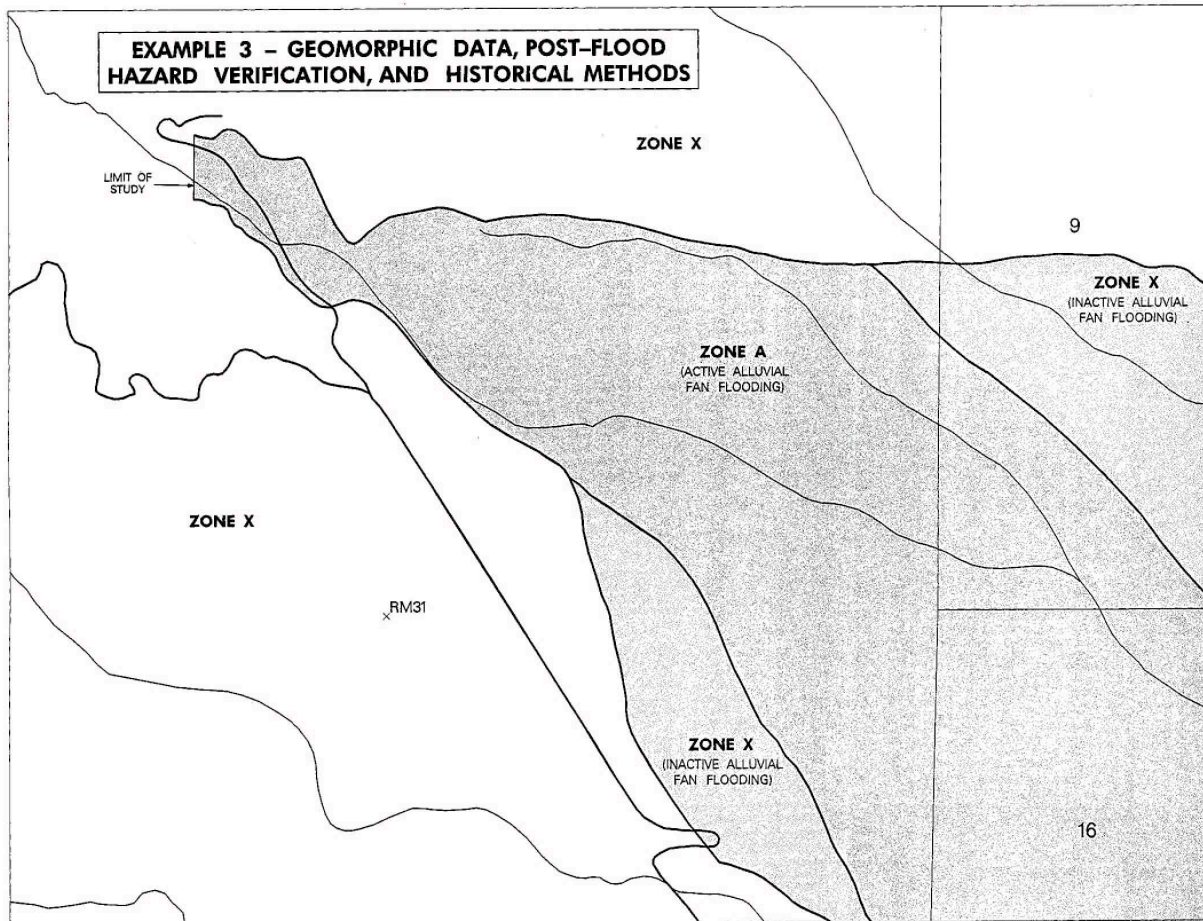 EXAMPLE 3 – GEOMORPHIC DATA, POST–FLOOD
HAZARD VERIFICATION, AND HISTORICAL METHODS
ZONE X
LIMIT OF
STUDY
9
ZONE X
(INACTIVE ALLUVIAL
FAN FLOODING)
ZONE A
(ACTIVE ALLUVIAL
FAN FLOODING)
ZONE X
RM31
ZONE X
(INACTIVE ALLUVIAL
FAN FLOODING)
16